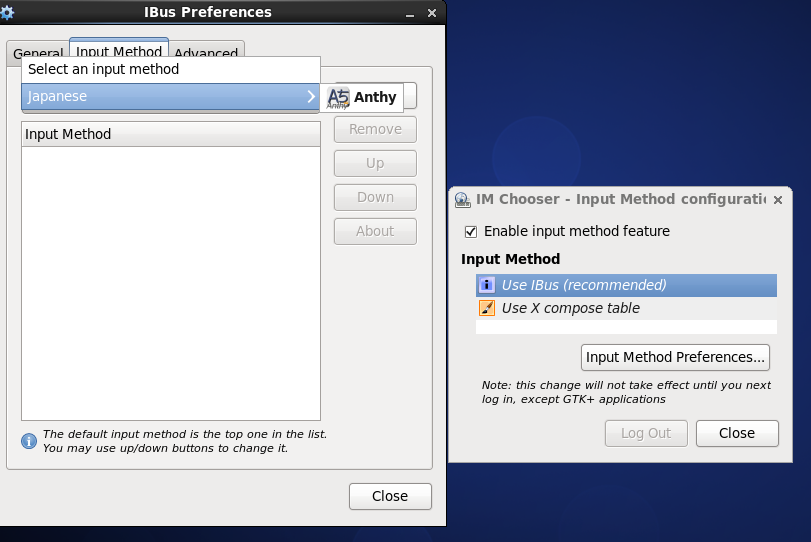 IBus Preferences
General
Input Method
Advanced
Select an input method
Japanese
Anthy
Input Method
Remove
Up
Down
About
The default input method is the top one in the list.
You may use up/down buttons to change it.
Close
IM Chooser - Input Method configuratio
Enable input method feature
Input Method
Use IBus (recommended)
Use X compose table
Input Method Preferences...
Note: this change will not take effect until you next
log in, except GTK+ applications
Log Out
Close